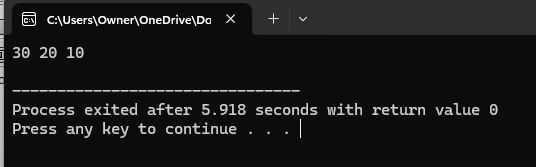 C:\Users\Owner\OneDrive\Do
30 20 10
--------------------------------
Process exited after 5.918 seconds with return value 0
Press any key to continue . . .